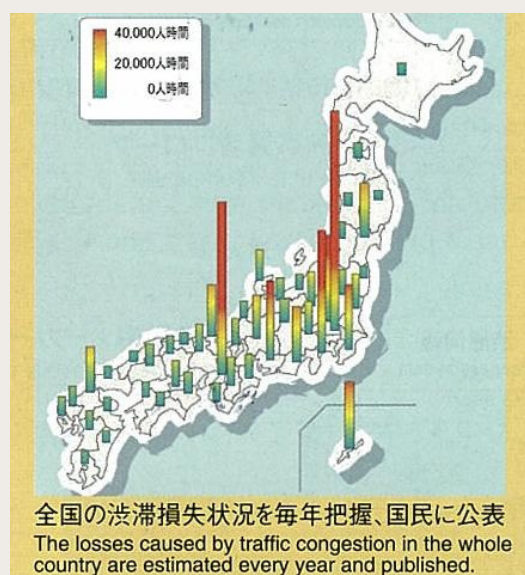 40,000人時間
20,000人時間
0人時間
全国の渋滞損失状況を毎年把握、国民に公表
The losses caused by traffic congestion in the whole
country are estimated every year and published.